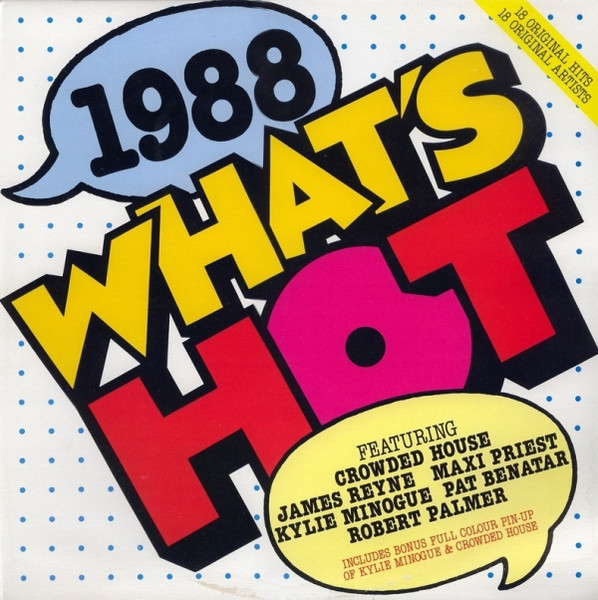 18 ORIGINAL HITS
18 ORIGINAL ARTISTS
1988
WHAT'S
HOT
FEATURING
CROWDED HOUSE
JAMES REYNE MAXI PRIEST
KYLIE MINOGUE PAT BENATAR
ROBERT PALMER
INCLUDES BONUS FULL COLOUR PIN-UP
OF KYLIE MINOGUE & CROWDED HOUSE